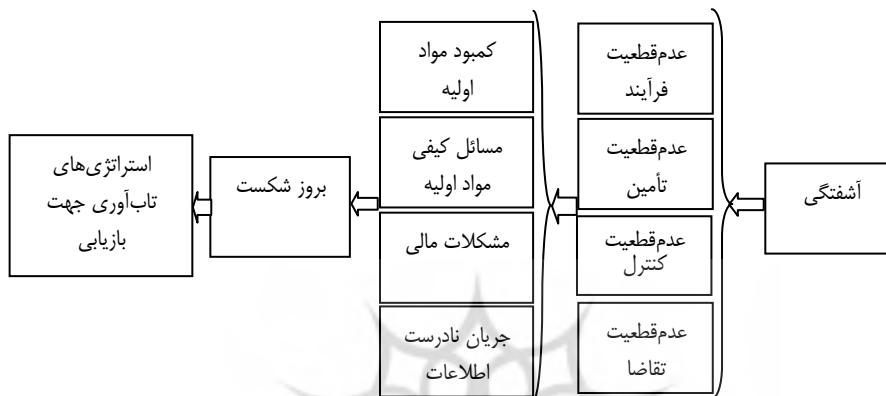 آشفتگی
عدم‌قطعیت
فرآیند
عدم‌قطعیت
تأمین
عدم‌قطعیت
کنترل
عدم‌قطعیت
تقاضا
کمبود مواد
اولیه
مسائل کیفی
مواد اولیه
مشکلات مالی
جریان نادرست
اطلاعات
بروز شکست
استراتژی‌های
تاب‌آوری جهت
بازیابی